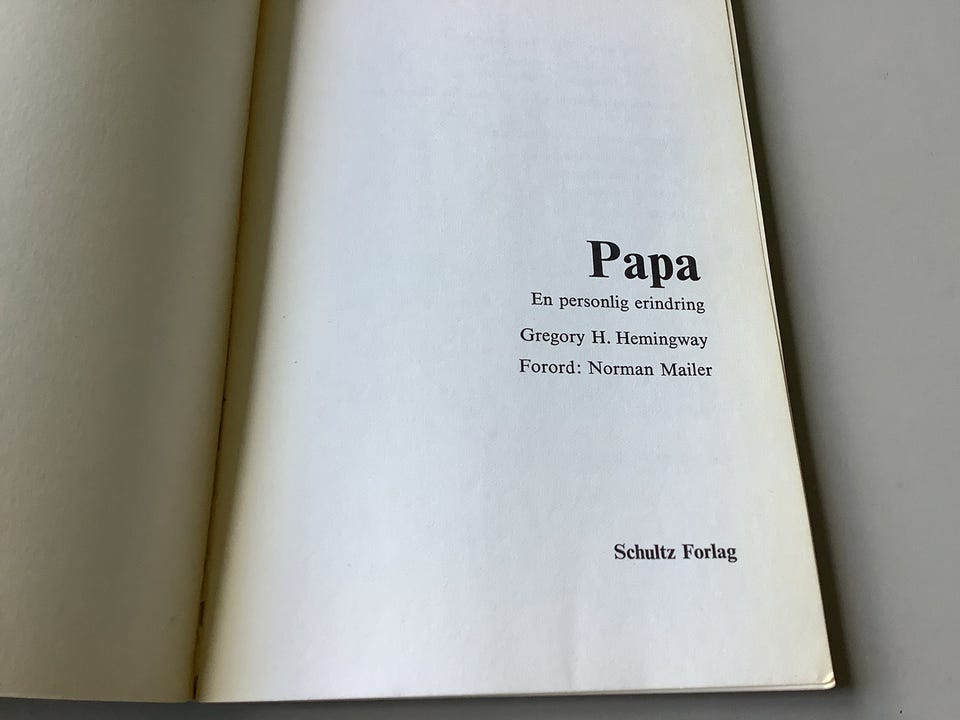 Papa
En personlig erindring
Gregory H. Hemingway
Forord: Norman Mailer
Schultz Forlag